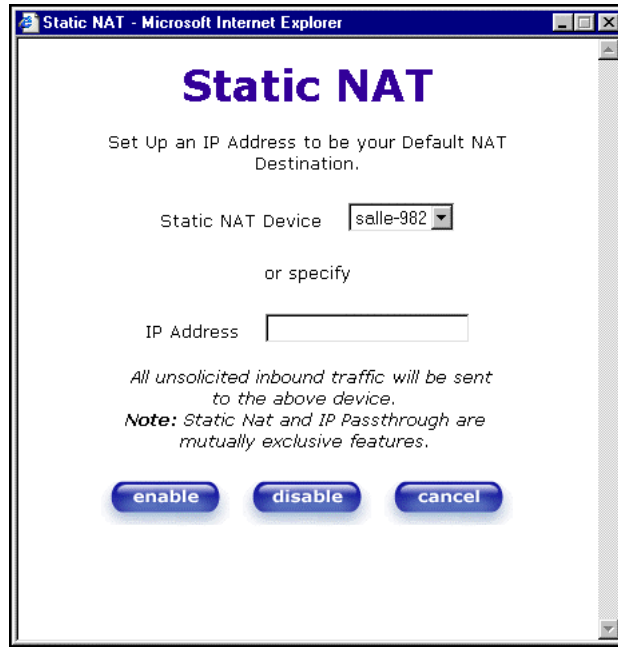 Static NAT - Microsoft Internet Explorer
Static NAT
Set Up an IP Address to be your Default NAT
Destination.
Static NAT Device salle-982
or specify
IP Address
All unsolicited inbound traffic will be sent
to the above device.
Note: Static Nat and IP Passthrough are
mutually exclusive features.
enable disable cancel